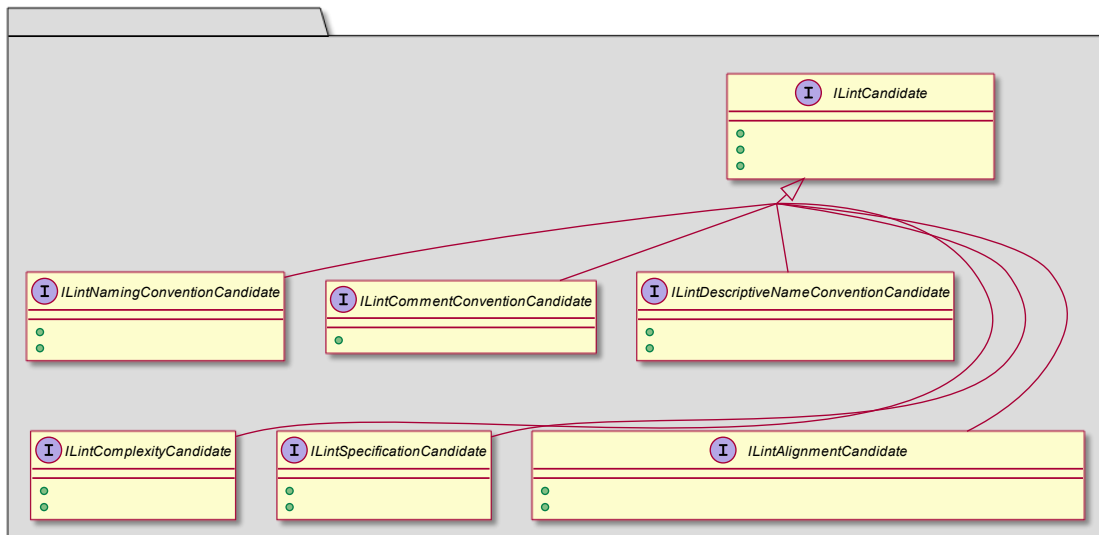 I ILintCandidate
I ILintNamingConventionCandidate
I ILintCommentConventionCandidate
I ILintDescriptiveNameConventionCandidate
I ILintComplexityCandidate
I ILintSpecificationCandidate
I ILintAlignmentCandidate